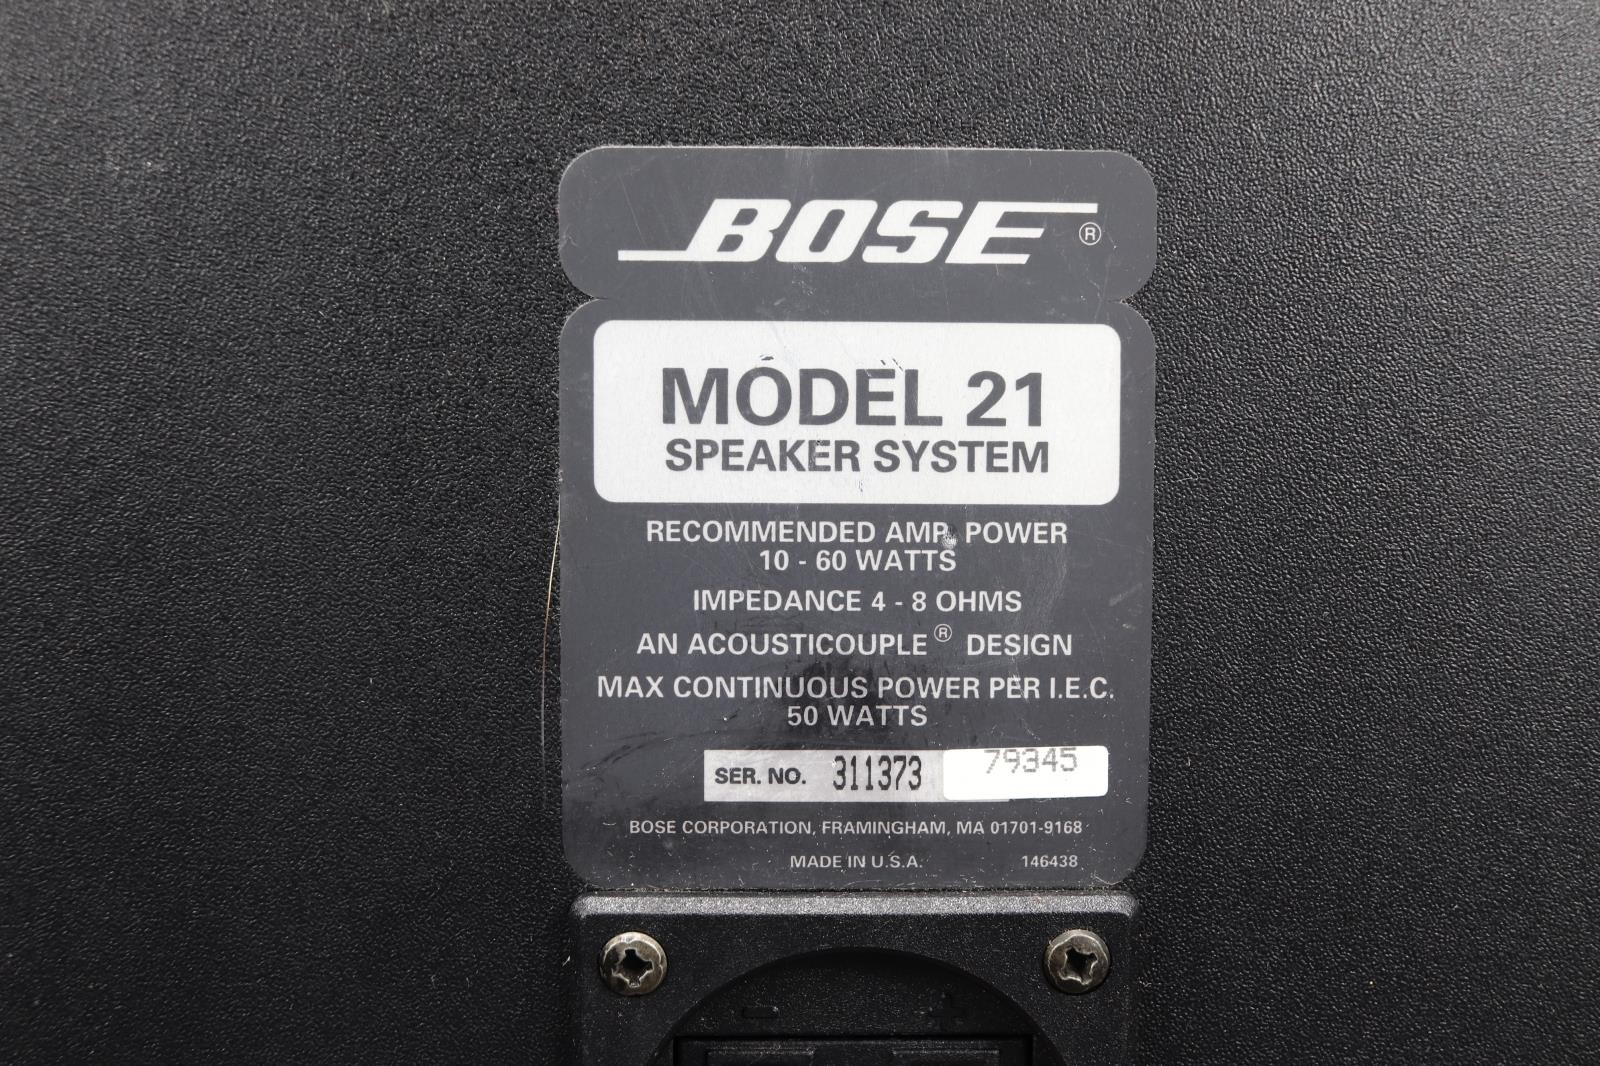 BOSE®
MODEL 21
SPEAKER SYSTEM
RECOMMENDED AMP. POWER
10 - 60 WATTS
IMPEDANCE 4 - 8 OHMS
AN ACOUSTICOUPLE® DESIGN
MAX CONTINUOUS POWER PER I.E.C.
50 WATTS
SER. NO. 311373 79345
BOSE CORPORATION, FRAMINGHAM, MA 01701-9168
MADE IN U.S.A. 146438
- +